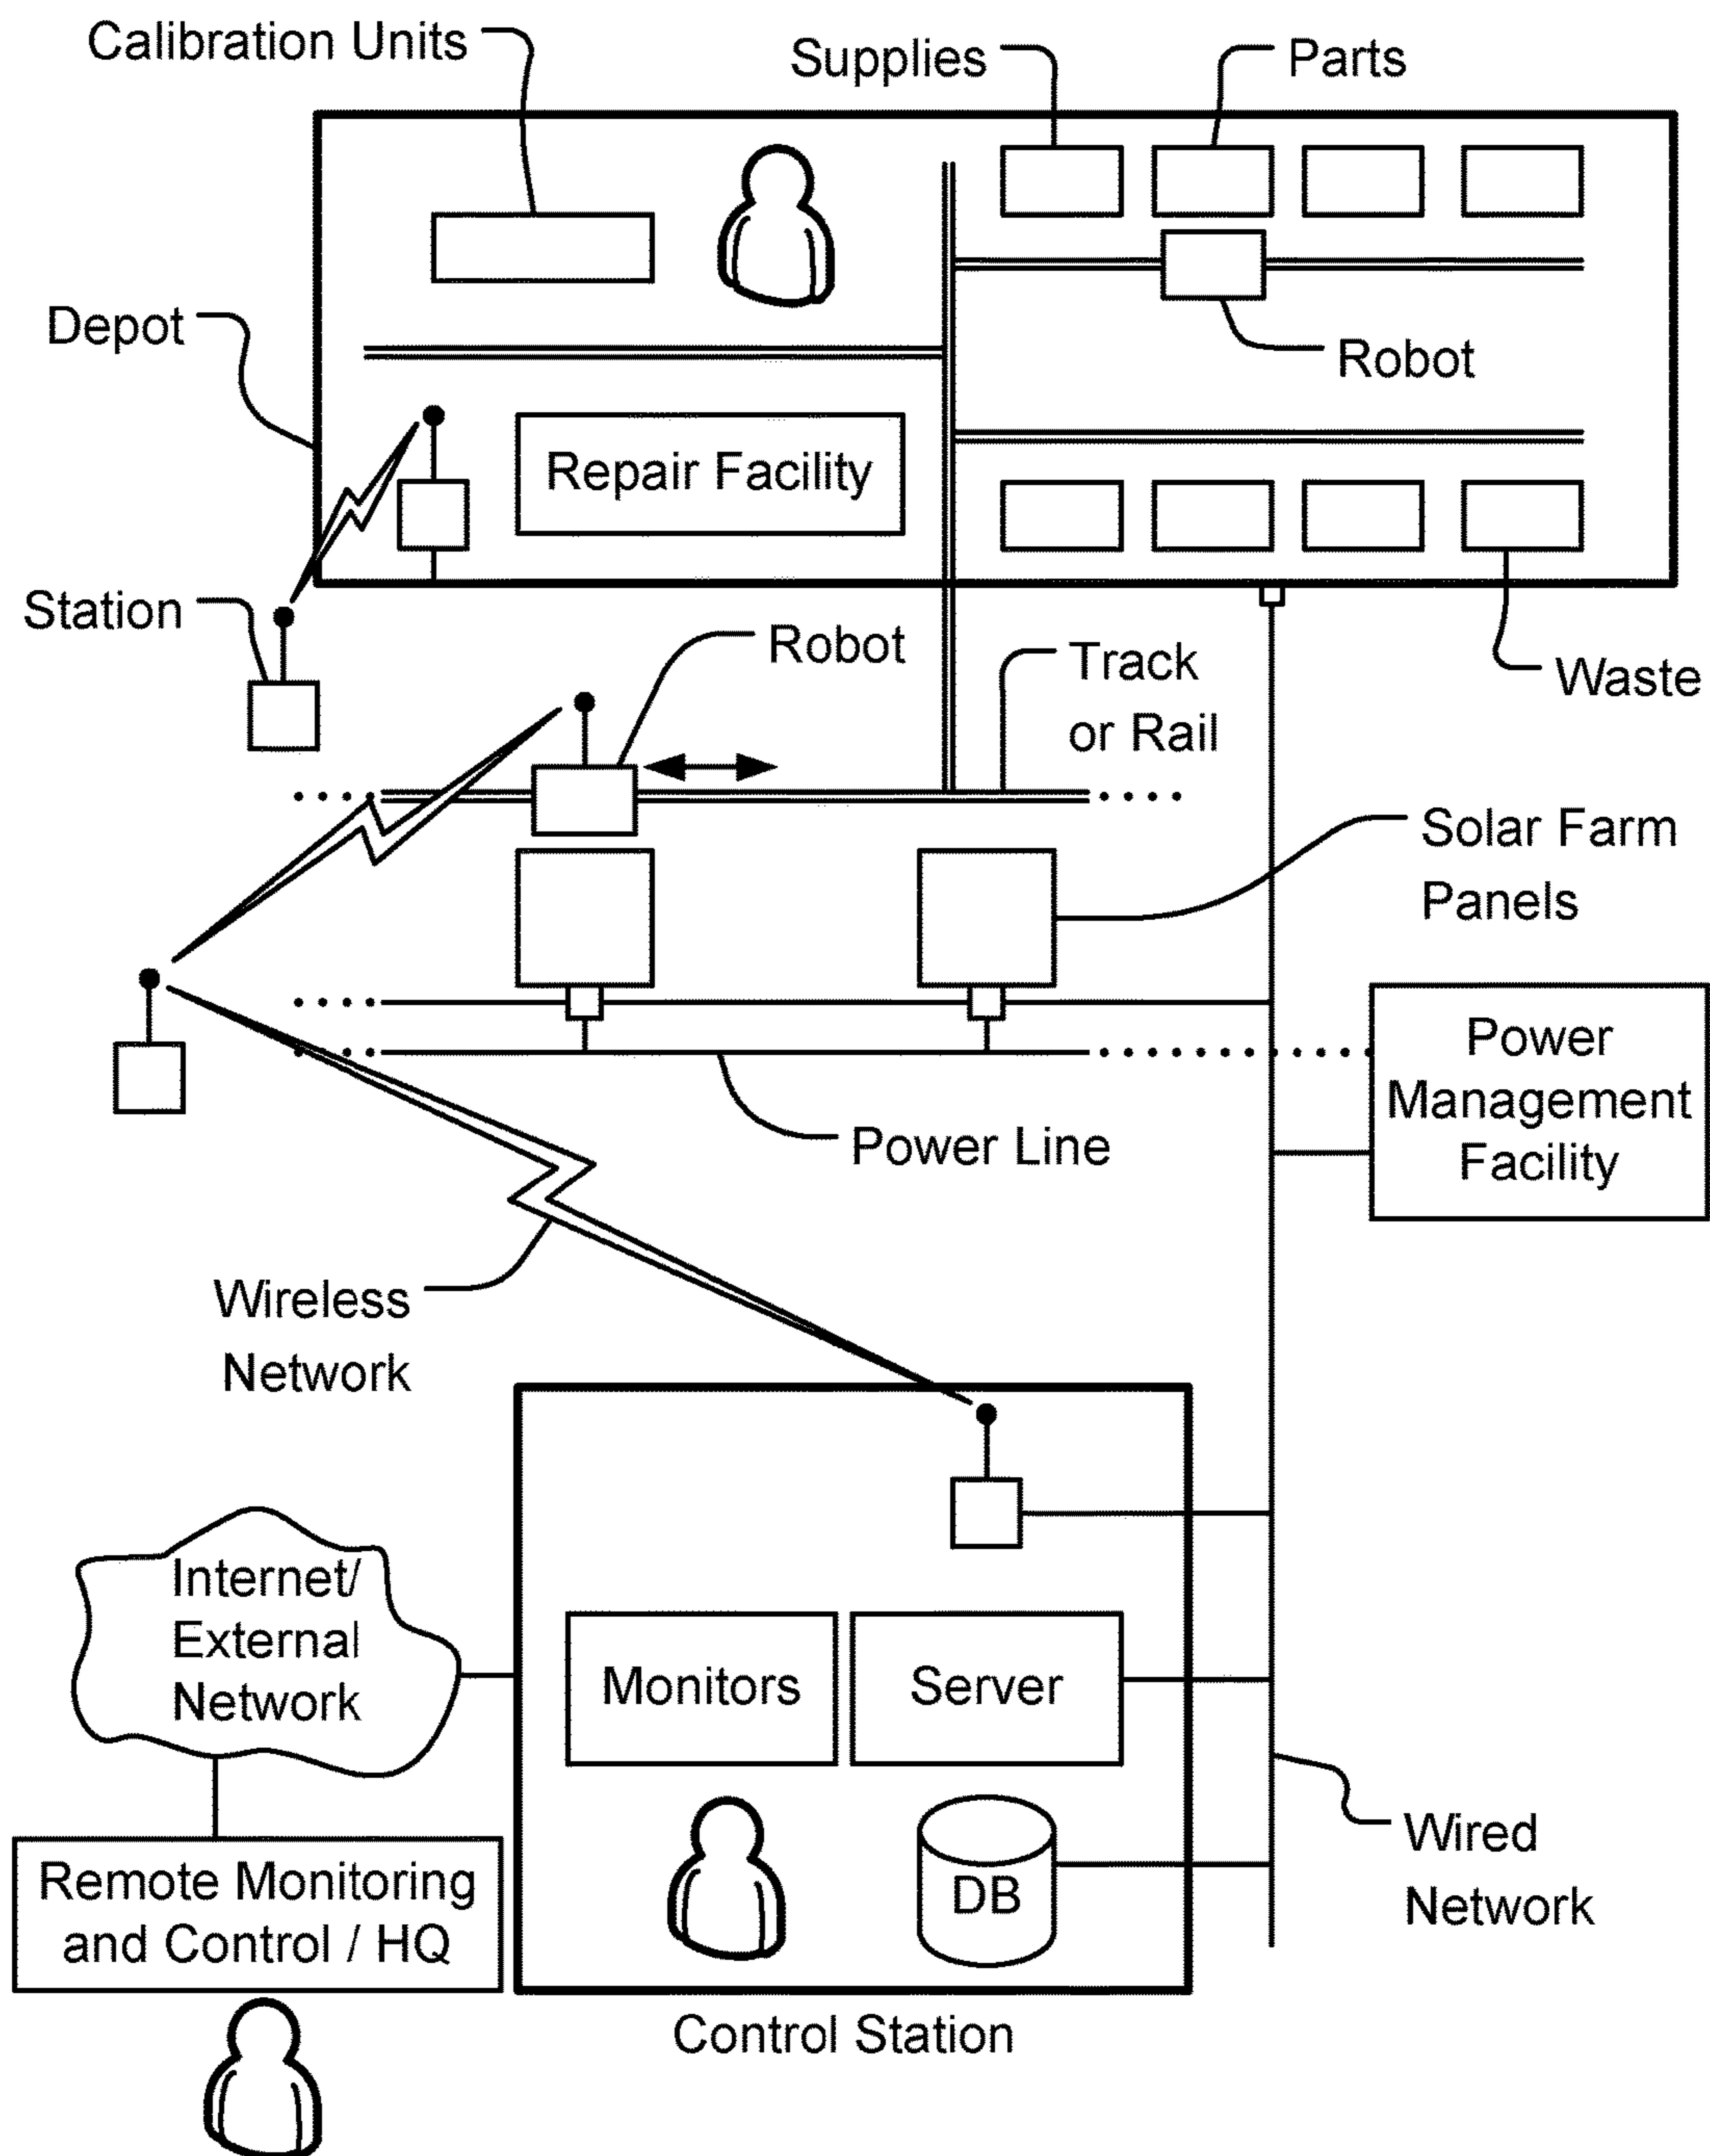 Calibration Units
Supplies
Parts
Depot
Robot
Repair Facility
Station
Robot
Track
or Rail
Waste
Solar Farm
Panels
Power
Management
Facility
Power Line
Wireless
Network
Internet/
External
Network
Monitors
Server
Wired
Network
DB
Remote Monitoring
and Control / HQ
Control Station